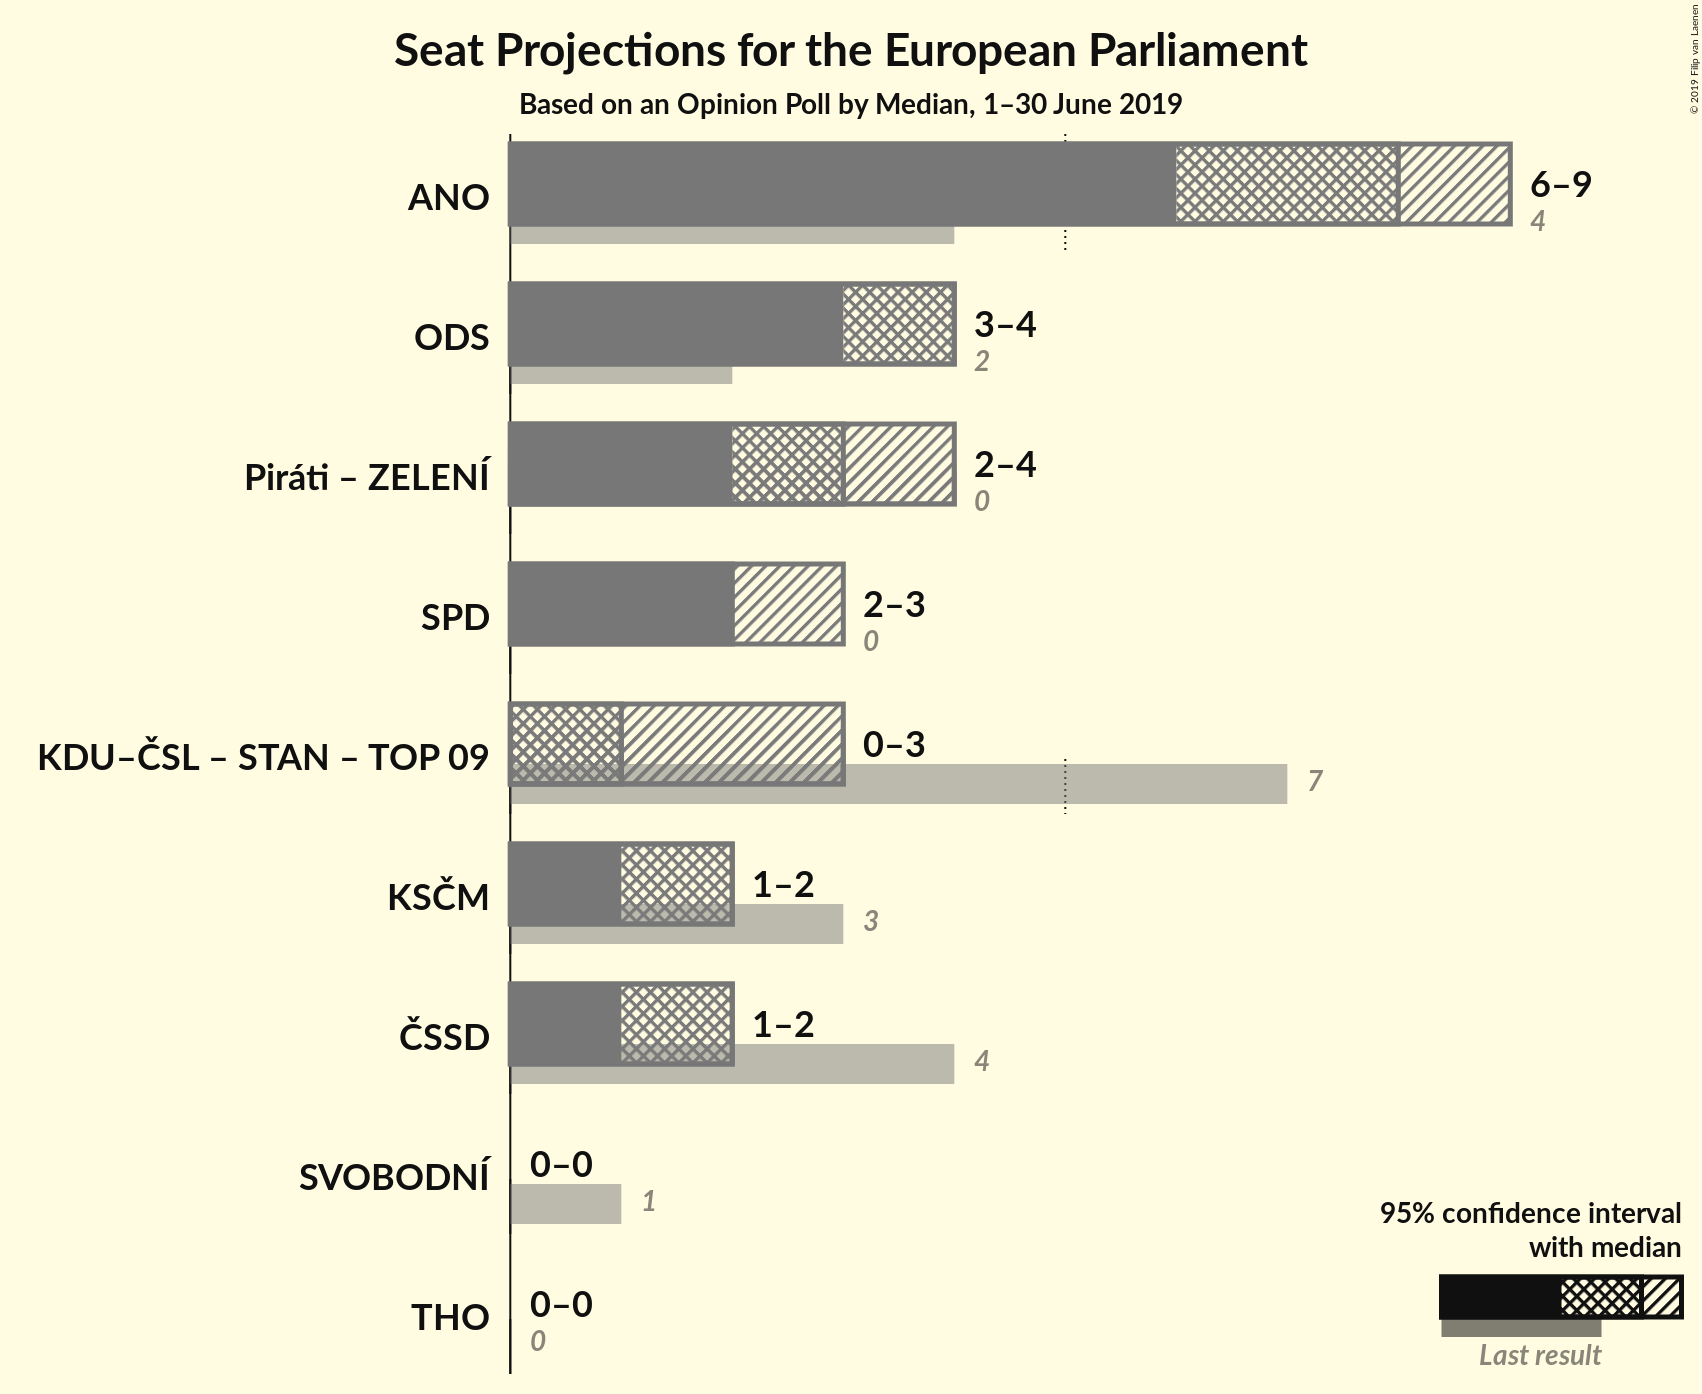 Seat Projections for the European Parliament
Based on an Opinion Poll by Median, 1–30 June 2019
© 2019 Filip van Laenen
ANO
6–9
4
ODS
3–4
2
Piráti – ZELENÍ
2–4
0
SPD
2–3
0
KDU–ČSL – STAN – TOP 09
0–3
7
KSČM
1–2
3
ČSSD
1–2
4
SVOBODNÍ
0–0
1
THO
0–0
0
95% confidence interval
with median
Last result